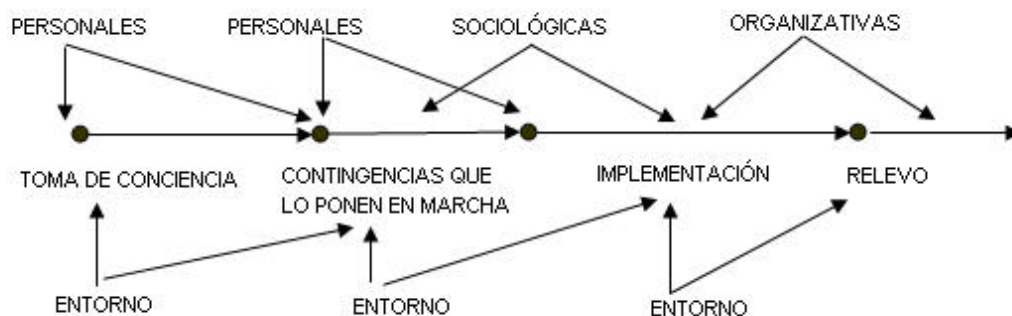 PERSONALES
PERSONALES
SOCIOLÓGICAS
ORGANIZATIVAS
TOMA DE CONCIENCIA
CONTINGENCIAS QUE
LO PONEN EN MARCHA
IMPLEMENTACIÓN
RELEVO
ENTORNO
ENTORNO
ENTORNO